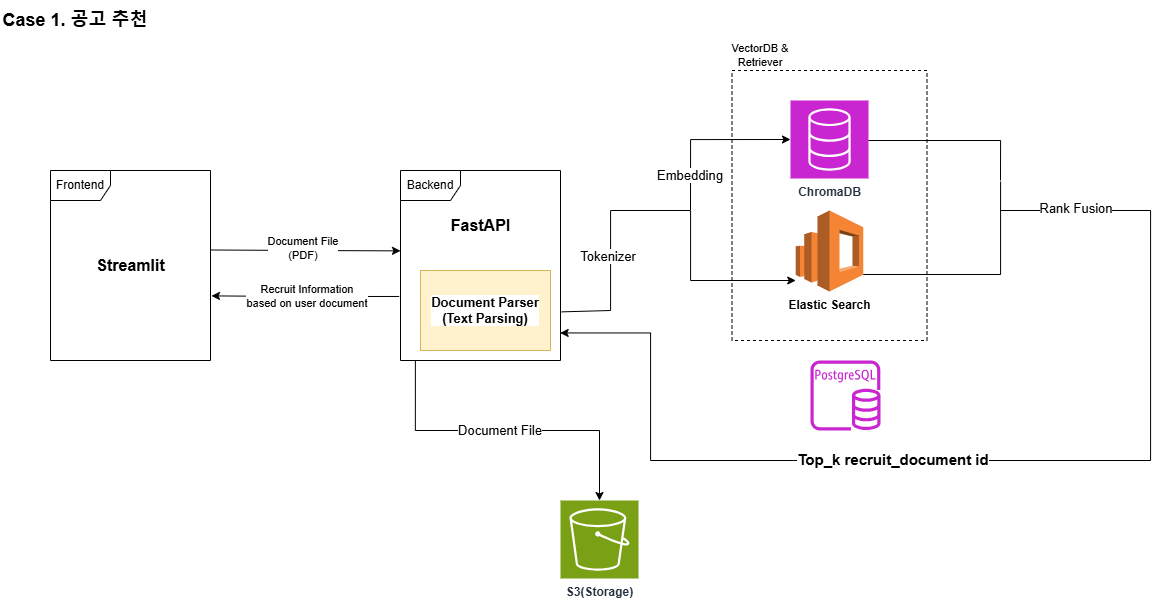 Case 1. 공고 추천
VectorDB &
Retriever
Frontend
Streamlit
Document File
(PDF)
Recruit Information
based on user document
Backend
FastAPI
Document Parser
(Text Parsing)
Tokenizer
Embedding
ChromaDB
Elastic Search
Rank Fusion
PostgreSQL
Top_k recruit_document id
Document File
S3(Storage)